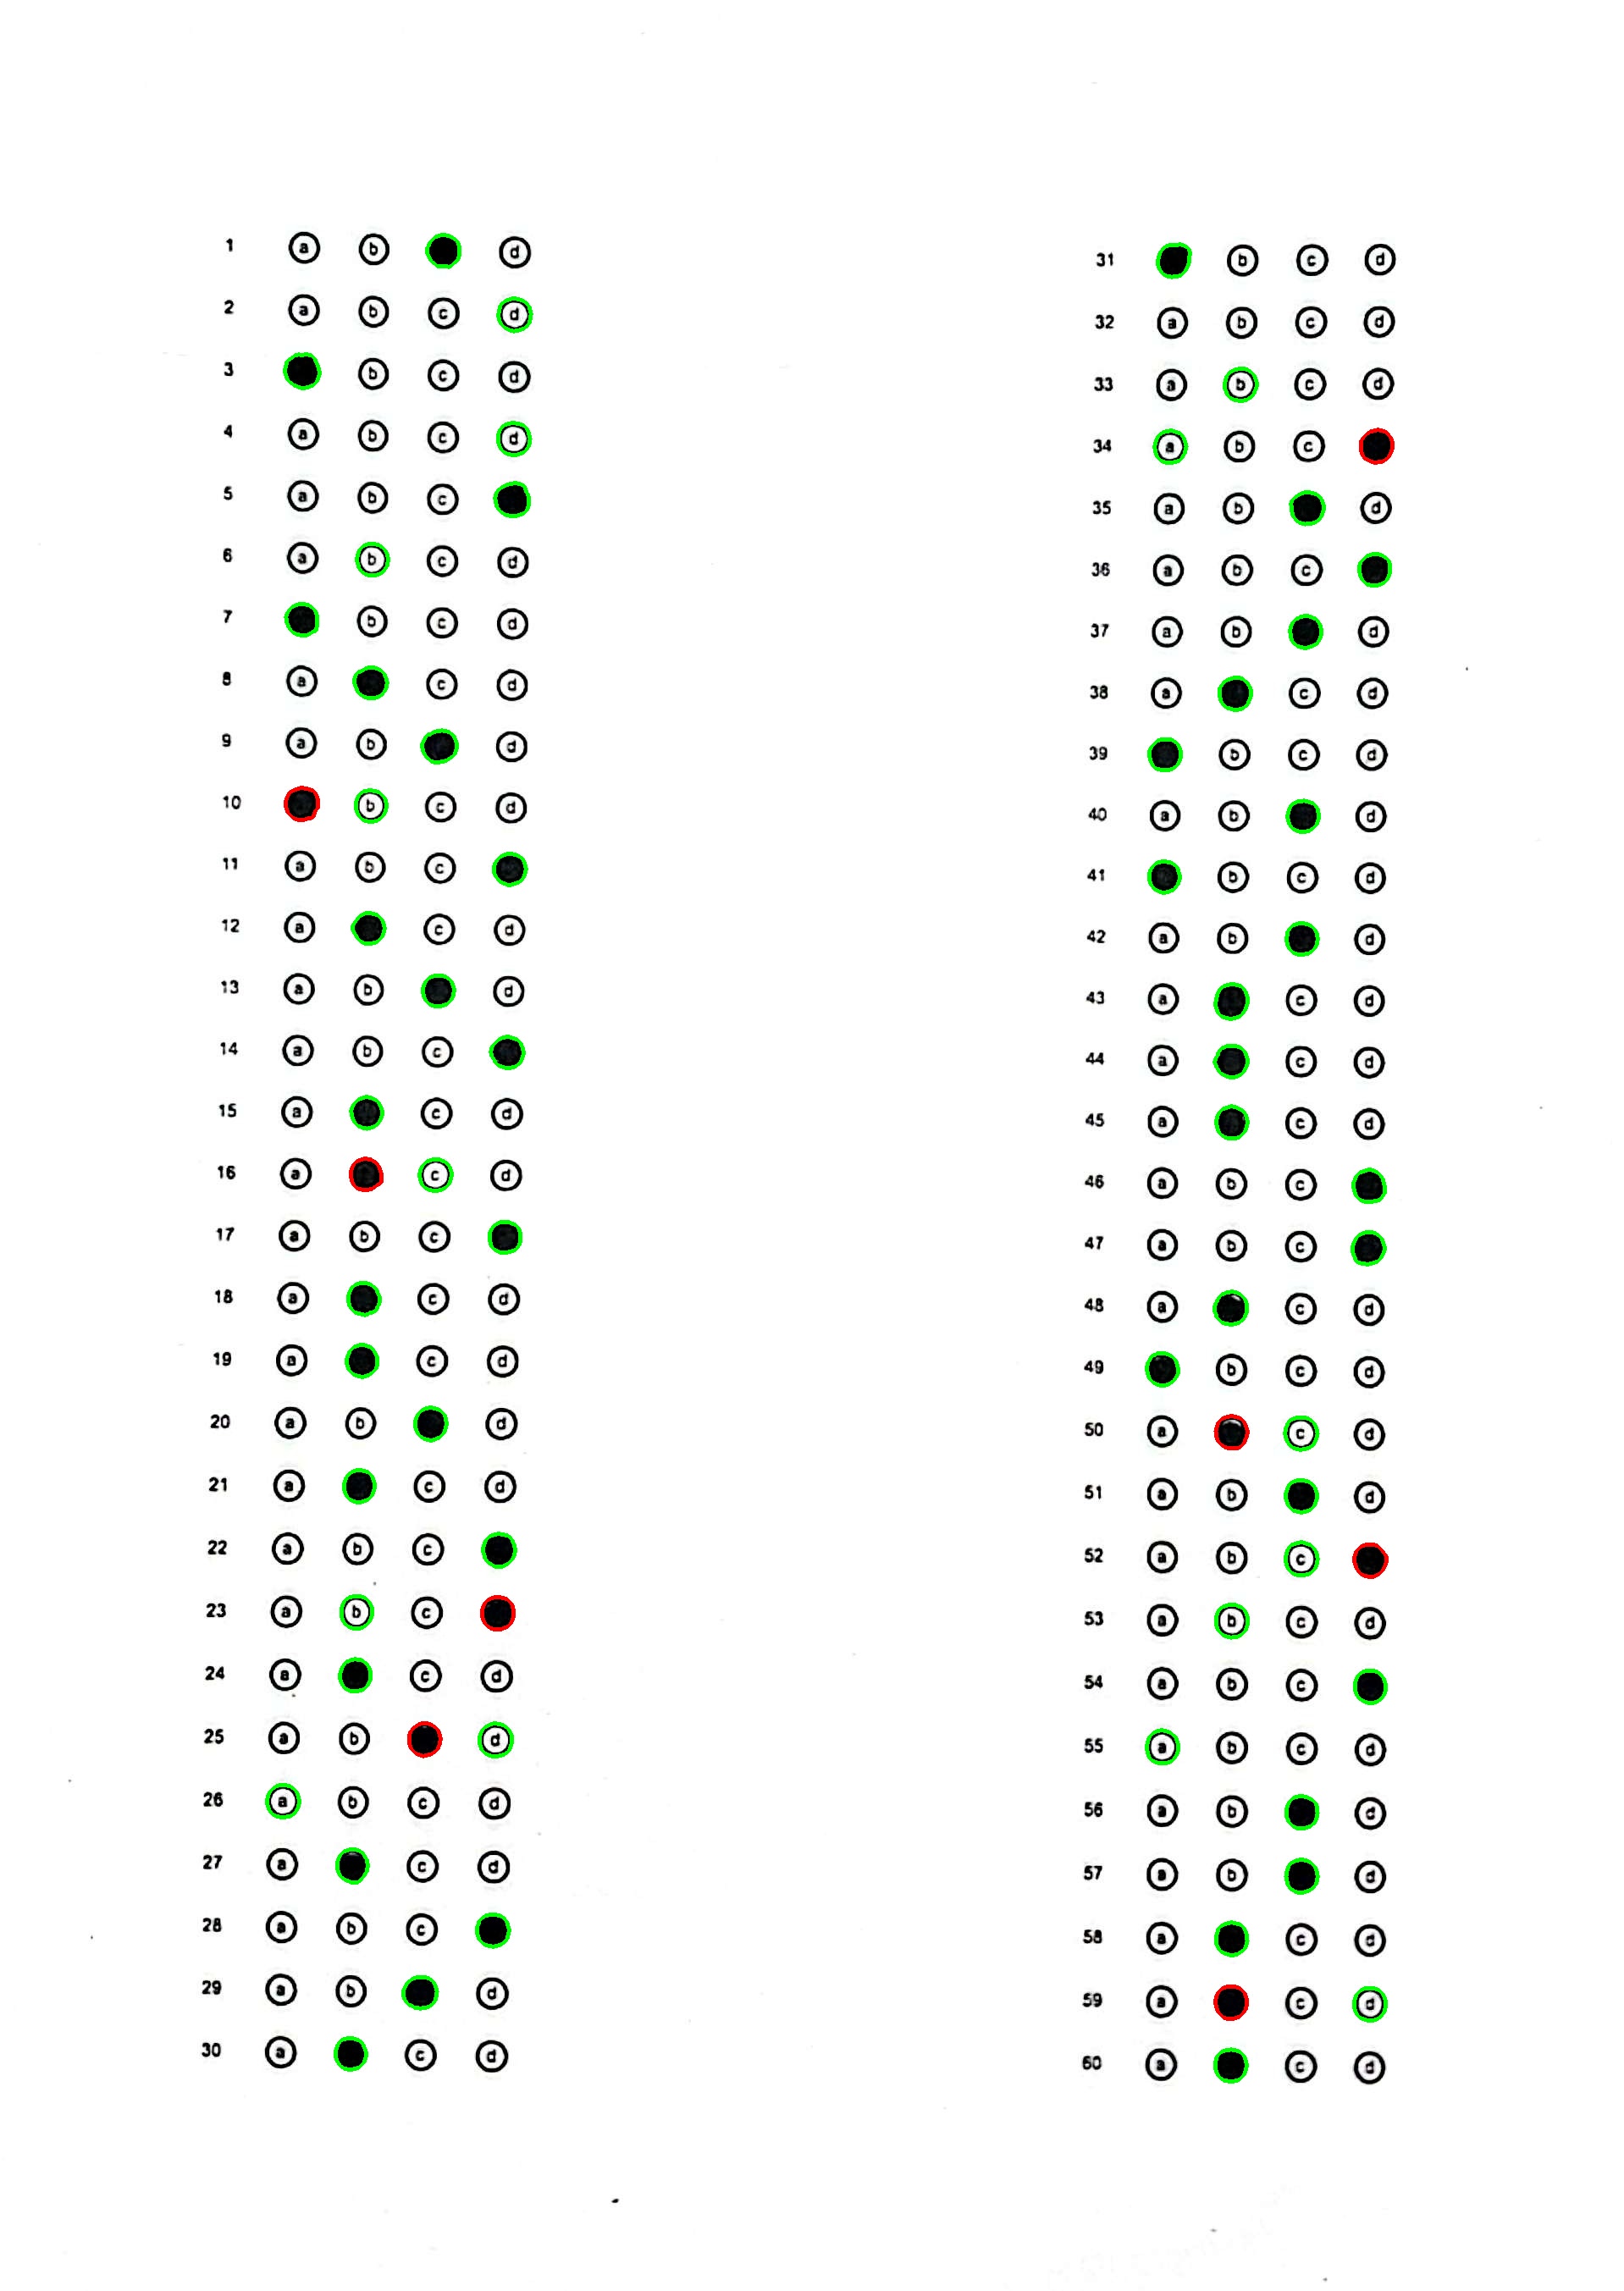 1 a b d
2 a b c d
3 b c d
4 a b c d
5 a b c
6 a b c d
7 b c d
8 a c d
9 a b d
10 b c d
11 a b c
12 a c d
13 a b d
14 a b c
15 a c d
16 a c d
17 a b c
18 a c d
19 a c d
20 a b d
21 a c d
22 a b c
23 a b c
24 a c d
25 a b d
26 a b c d
27 a c d
28 a b c
29 a b d
30 a c d
31 b c d
32 a b c d
33 a b c d
34 a b c
35 a b d
36 a b c
37 a b d
38 a c d
39 b c d
40 a b d
41 b c d
42 a b d
43 a c d
44 a c d
45 a c d
46 a b c
47 a b c
48 a c d
49 b c d
50 a c d
51 a b d
52 a b c
53 a b c d
54 a b c
55 a b c d
56 a b d
57 a b d
58 a c d
59 a c d
60 a c d